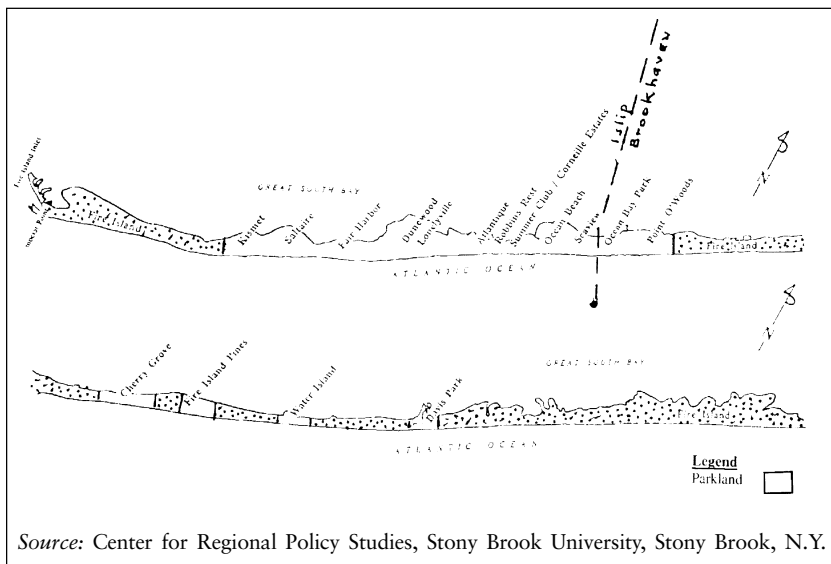 Islip
Brookhaven
Fire Island Inlet
GREAT SOUTH BAY
Fire Island
Kismet
Saltaire
Fair Harbor
Dunewood
Lonelyville
Atlantique
Robbins Rest
Summer Club / Corneille Estates
Ocean Beach
Seaview
Ocean Bay Park
Point O'Woods
Fire Island
ATLANTIC OCEAN
N
Cherry Grove
Fire Island Pines
Water Island
Davis Park
GREAT SOUTH BAY
Fire Island
ATLANTIC OCEAN
N
Legend
Parkland
Source: Center for Regional Policy Studies, Stony Brook University, Stony Brook, N.Y.